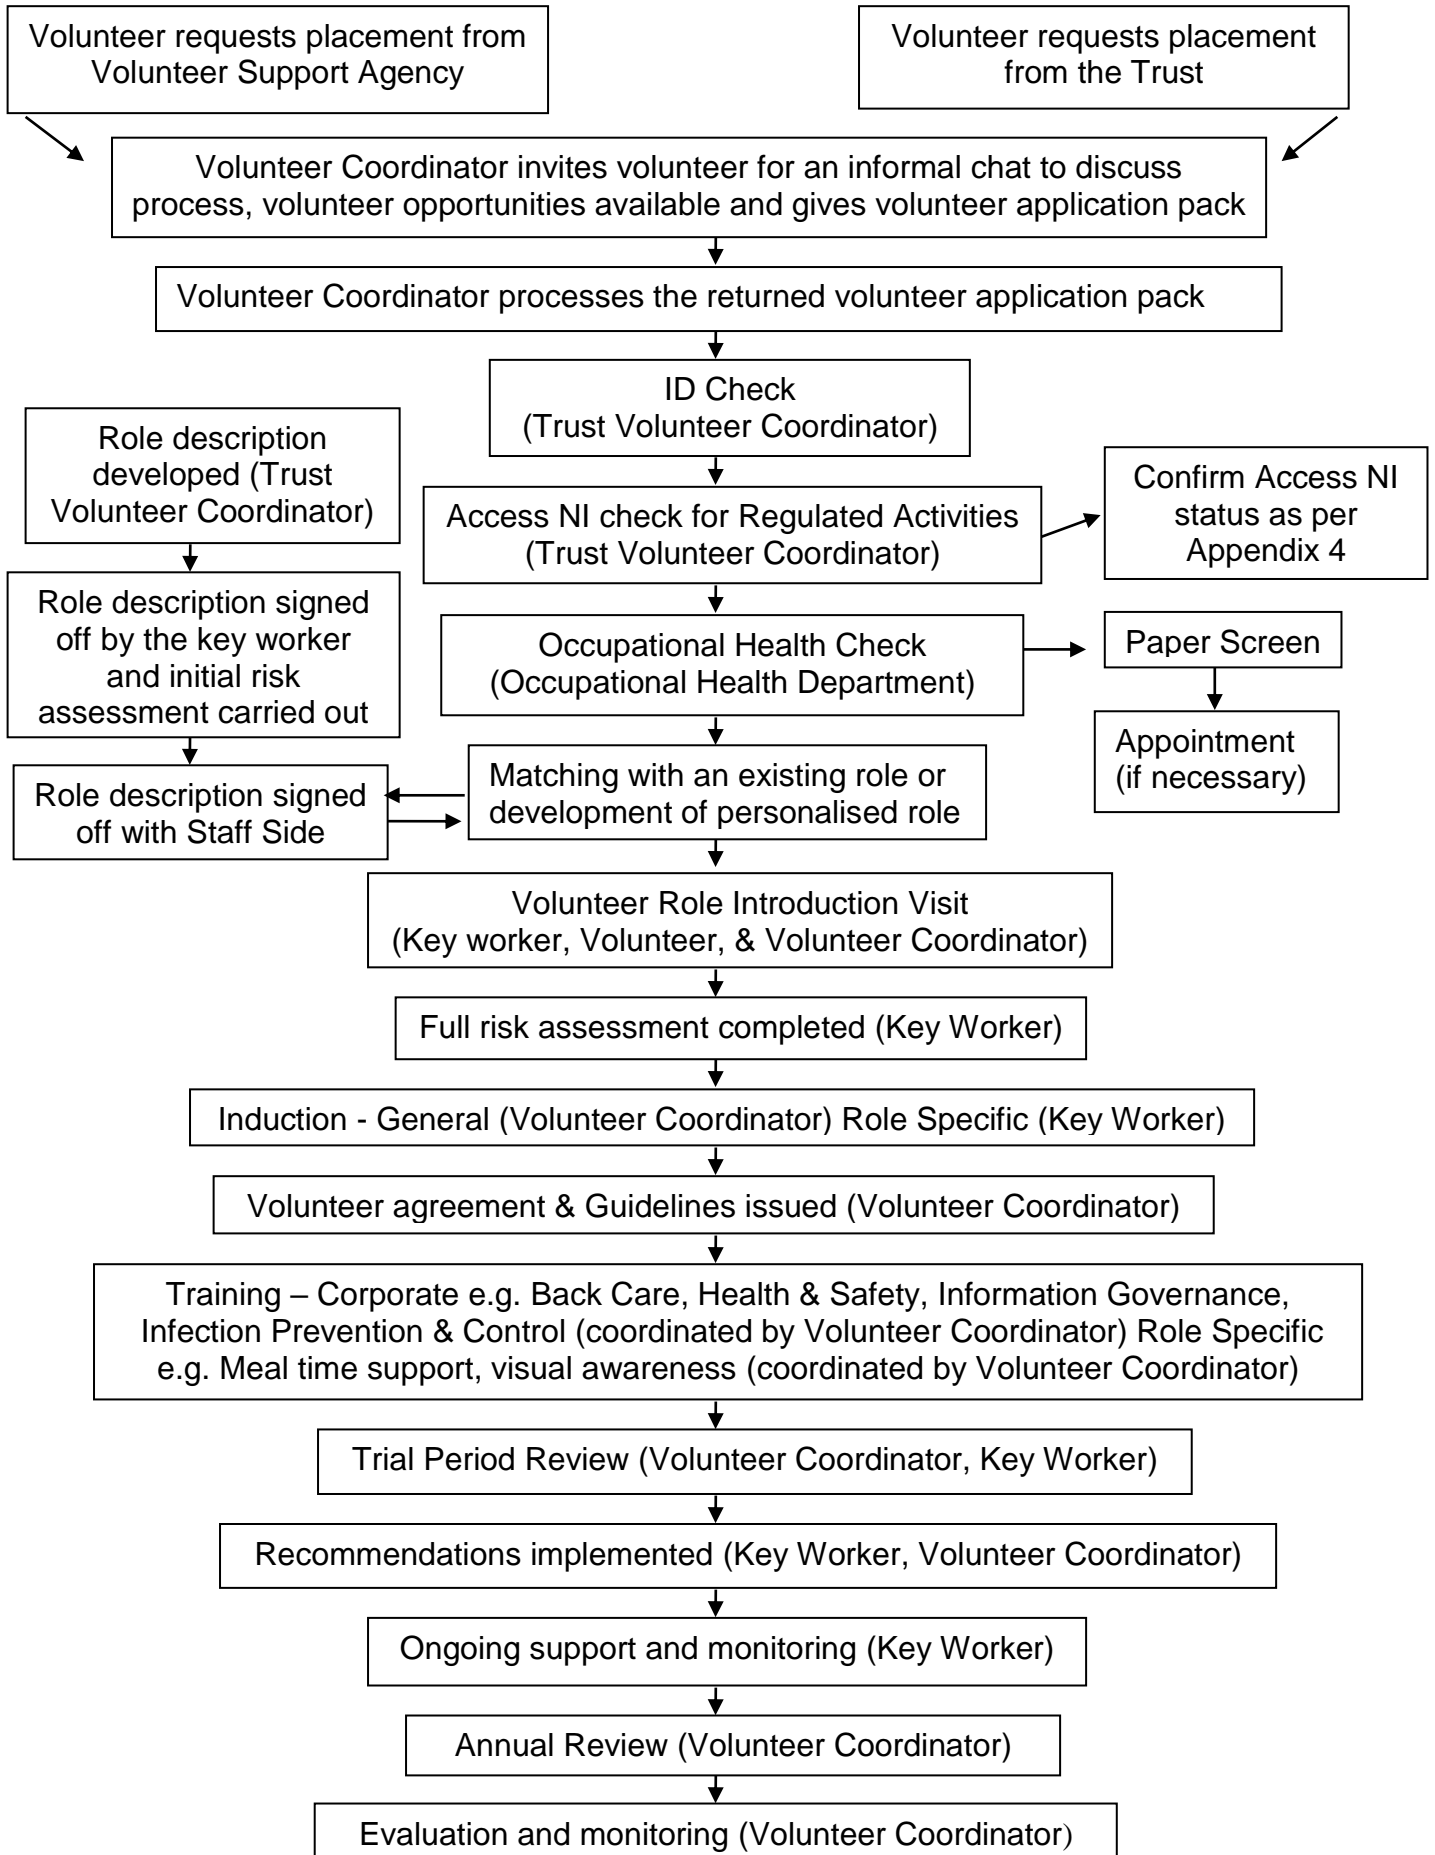 Volunteer requests placement from
Volunteer Support Agency
Volunteer requests placement
from the Trust
Volunteer Coordinator invites volunteer for an informal chat to discuss
process, volunteer opportunities available and gives volunteer application pack
Volunteer Coordinator processes the returned volunteer application pack
ID Check
(Trust Volunteer Coordinator)
Role description
developed (Trust
Volunteer Coordinator)
Access NI check for Regulated Activities
(Trust Volunteer Coordinator)
Confirm Access NI
status as per
Appendix 4
Role description signed
off by the key worker
and initial risk
assessment carried out
Occupational Health Check
(Occupational Health Department)
Paper Screen
Appointment
(if necessary)
Role description signed
off with Staff Side
Matching with an existing role or
development of personalised role
Volunteer Role Introduction Visit
(Key worker, Volunteer, & Volunteer Coordinator)
Full risk assessment completed (Key Worker)
Induction - General (Volunteer Coordinator) Role Specific (Key Worker)
Volunteer agreement & Guidelines issued (Volunteer Coordinator)
Training – Corporate e.g. Back Care, Health & Safety, Information Governance,
Infection Prevention & Control (coordinated by Volunteer Coordinator) Role Specific
e.g. Meal time support, visual awareness (coordinated by Volunteer Coordinator)
Trial Period Review (Volunteer Coordinator, Key Worker)
Recommendations implemented (Key Worker, Volunteer Coordinator)
Ongoing support and monitoring (Key Worker)
Annual Review (Volunteer Coordinator)
Evaluation and monitoring (Volunteer Coordinator)